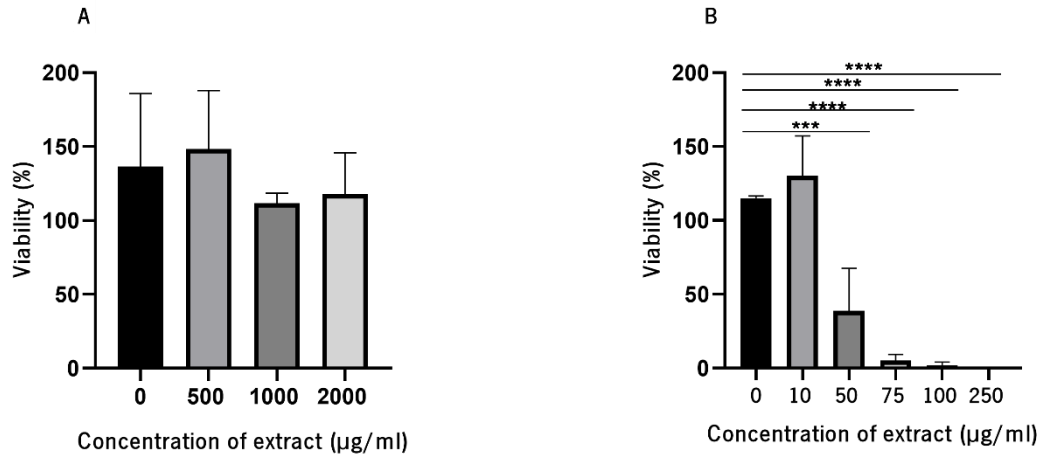 A
Viability (%)
200
150
100
50
0
0 500 1000 2000
Concentration of extract (µg/ml)
B
Viability (%)
200
150
100
50
0
****
****
****
***
0 10 50 75 100 250
Concentration of extract (µg/ml)